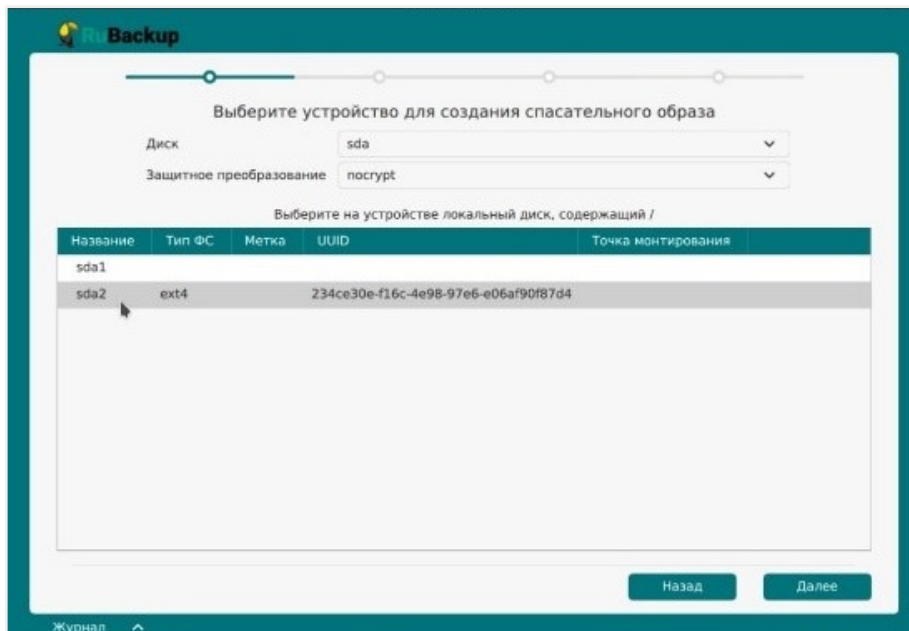 RuBackup
Выберите устройство для создания спасательного образа
Диск sda
Защитное преобразование nocrypt
Выберите на устройстве локальный диск, содержащий /
Название Тип ФС Метка UUID Точка монтирования
sda1
sda2 ext4 234ce30e-f16c-4e98-97e6-e06af90f87d4
Назад Далее
Журнал